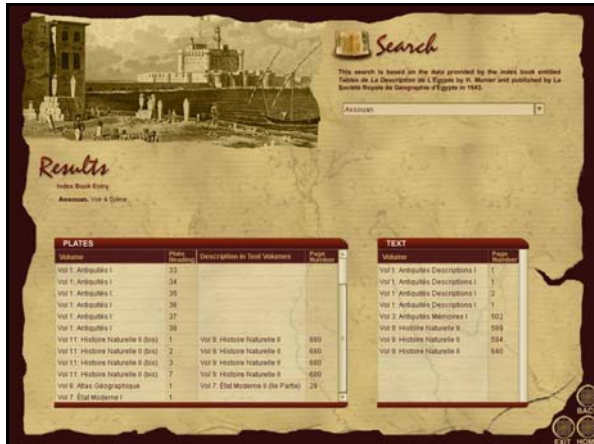 Search
This search is based on the data provided by the index book entitled
Tables de La Description de L'Egypte by H. Munier and published by La
Société Royale de Géographie d'Egypte in 1943.
Assouan
Results
Index Book Entry
Assouan. Voir à Syène.
PLATES
Volume Plate Reading Description in Text Volumes Page Number
Vol 1: Antiquités I 33
Vol 1: Antiquités I 34
Vol 1: Antiquités I 35
Vol 1: Antiquités I 36
Vol 1: Antiquités I 37
Vol 1: Antiquités I 38
Vol 11: Histoire Naturelle II (bis) 1 Vol 9: Histoire Naturelle II 680
Vol 11: Histoire Naturelle II (bis) 2 Vol 9: Histoire Naturelle II 680
Vol 11: Histoire Naturelle II (bis) 3 Vol 9: Histoire Naturelle II 680
Vol 11: Histoire Naturelle II (bis) 7 Vol 9: Histoire Naturelle II 680
Vol 6: Atlas Géographique 1 Vol 7: État Moderne II (IIe Partie) 29
Vol 7: État Moderne I 1
TEXT
Volume Page Number
Vol 1: Antiquités Descriptions I 1
Vol 1: Antiquités Descriptions I 1
Vol 1: Antiquités Descriptions I 2
Vol 1: Antiquités Descriptions I 1
Vol 3: Antiquités Mémoires I 502
Vol 9: Histoire Naturelle II 589
Vol 9: Histoire Naturelle II 594
Vol 9: Histoire Naturelle II 640
BACK
EXIT HOME